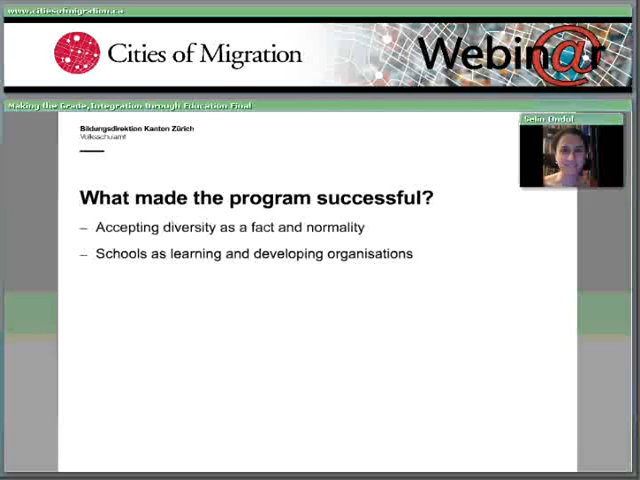 www.citiesofmigration.ca
Cities of Migration
Webin@r
Making the Grade, Integration through Education Final
Selin Öndül
Bildungsdirektion Kanton Zürich
Volksschulamt
What made the program successful?
– Accepting diversity as a fact and normality
– Schools as learning and developing organisations